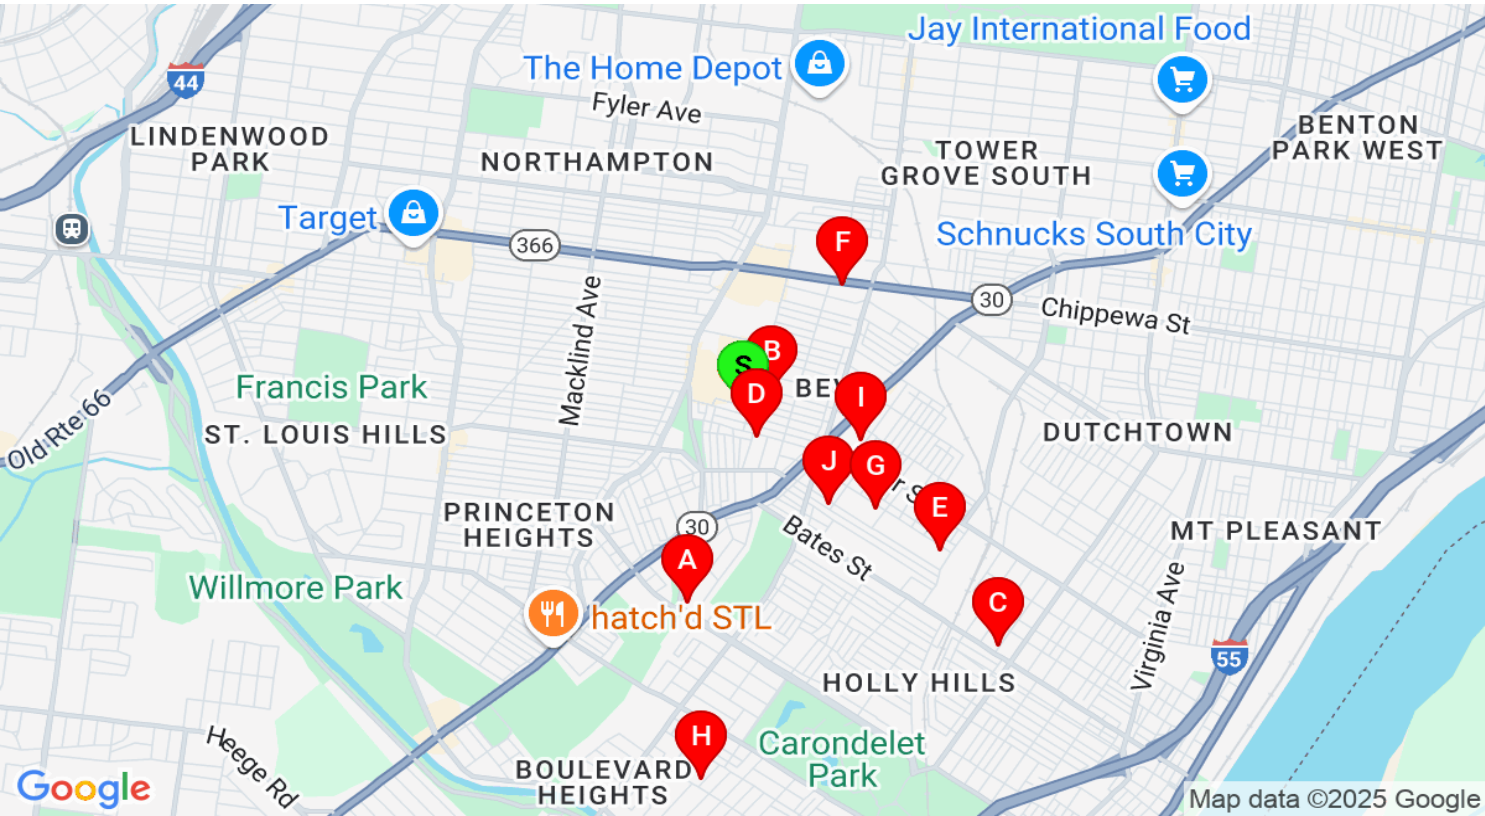 Jay International Food
The Home Depot
44
Fyler Ave
LINDENWOOD
PARK
NORTHAMPTON
TOWER
GROVE SOUTH
BENTON
PARK WEST
Target
366
F
Schnucks South City
30
Chippewa St
Macklind Ave
S
B
D
BEV
I
Francis Park
Old Rte 66
ST. LOUIS HILLS
DUTCHTOWN
J
G
r S
E
PRINCETON
HEIGHTS
30
Bates St
MT PLEASANT
A
Willmore Park
hatch'd STL
C
Virginia Ave
55
HOLLY HILLS
H
Heege Rd
BOULEVARD
HEIGHTS
Carondelet
Park
Google
Map data ©2025 Google